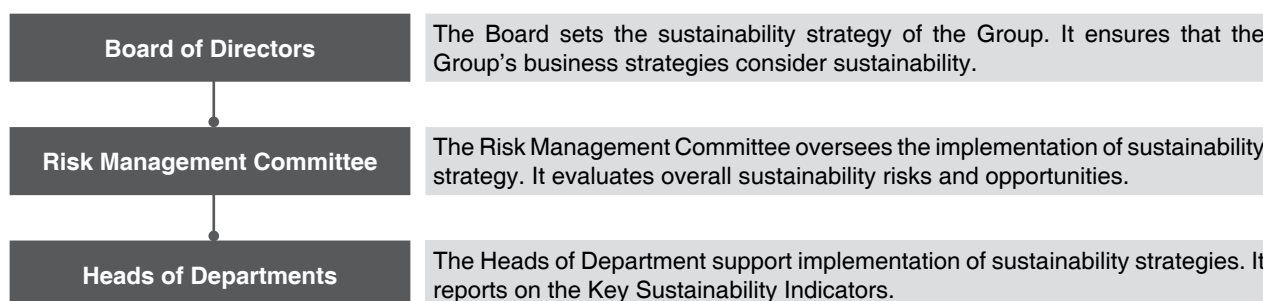 Board of Directors
The Board sets the sustainability strategy of the Group. It ensures that the
Group's business strategies consider sustainability.
Risk Management Committee
The Risk Management Committee oversees the implementation of sustainability
strategy. It evaluates overall sustainability risks and opportunities.
Heads of Departments
The Heads of Department support implementation of sustainability strategies. It
reports on the Key Sustainability Indicators.